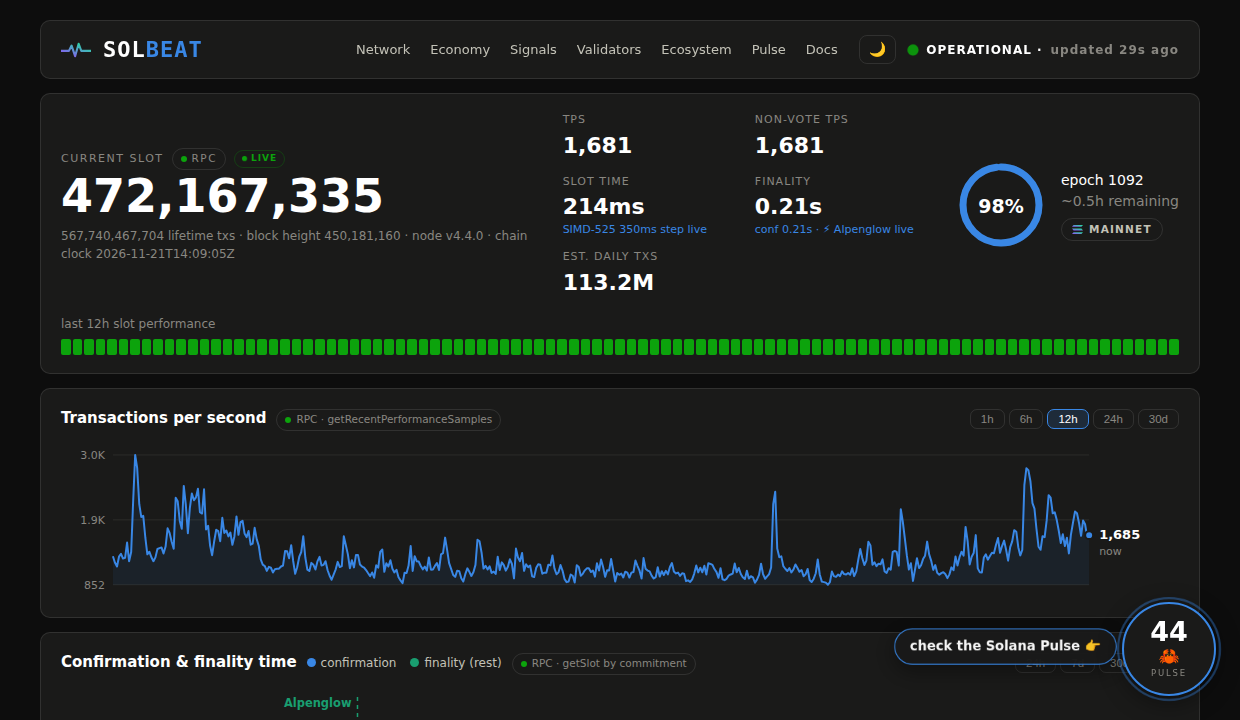 SOLBEAT
Network Economy Signals Validators Ecosystem Pulse Docs
OPERATIONAL · updated 29s ago
CURRENT SLOT RPC LIVE
472,167,335
567,740,467,704 lifetime txs · block height 450,181,160 · node v4.4.0 · chain
clock 2026-11-21T14:09:05Z
TPS
1,681
NON-VOTE TPS
1,681
SLOT TIME
214ms
SIMD-525 350ms step live
FINALITY
0.21s
conf 0.21s · ⚡ Alpenglow live
EST. DAILY TXS
113.2M
98%
epoch 1092
~0.5h remaining
MAINNET
last 12h slot performance
Transactions per second RPC · getRecentPerformanceSamples
1h 6h 12h 24h 30d
3.0K
1.9K
852
1,685
now
Confirmation & finality time confirmation finality (rest) RPC · getSlot by commitment
Alpenglow
check the Solana Pulse 👉
44
🦀
PULSE